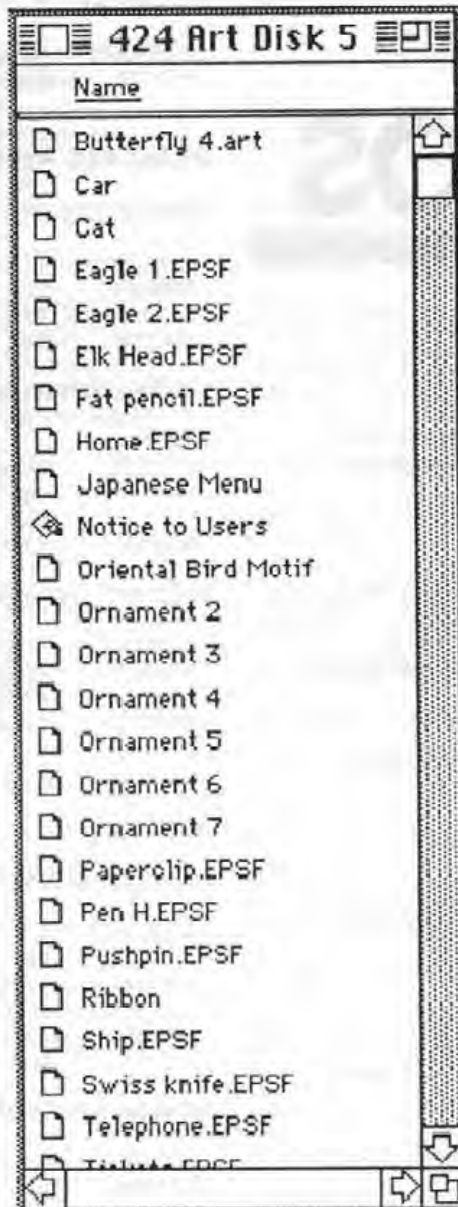 424 Art Disk 5
Name
Butterfly 4.art
Car
Cat
Eagle 1.EPSF
Eagle 2.EPSF
Elk Head.EPSF
Fat pencil.EPSF
Home.EPSF
Japanese Menu
Notice to Users
Oriental Bird Motif
Ornament 2
Ornament 3
Ornament 4
Ornament 5
Ornament 6
Ornament 7
Paperclip.EPSF
Pen H.EPSF
Pushpin.EPSF
Ribbon
Ship.EPSF
Swiss knife.EPSF
Telephone.EPSF